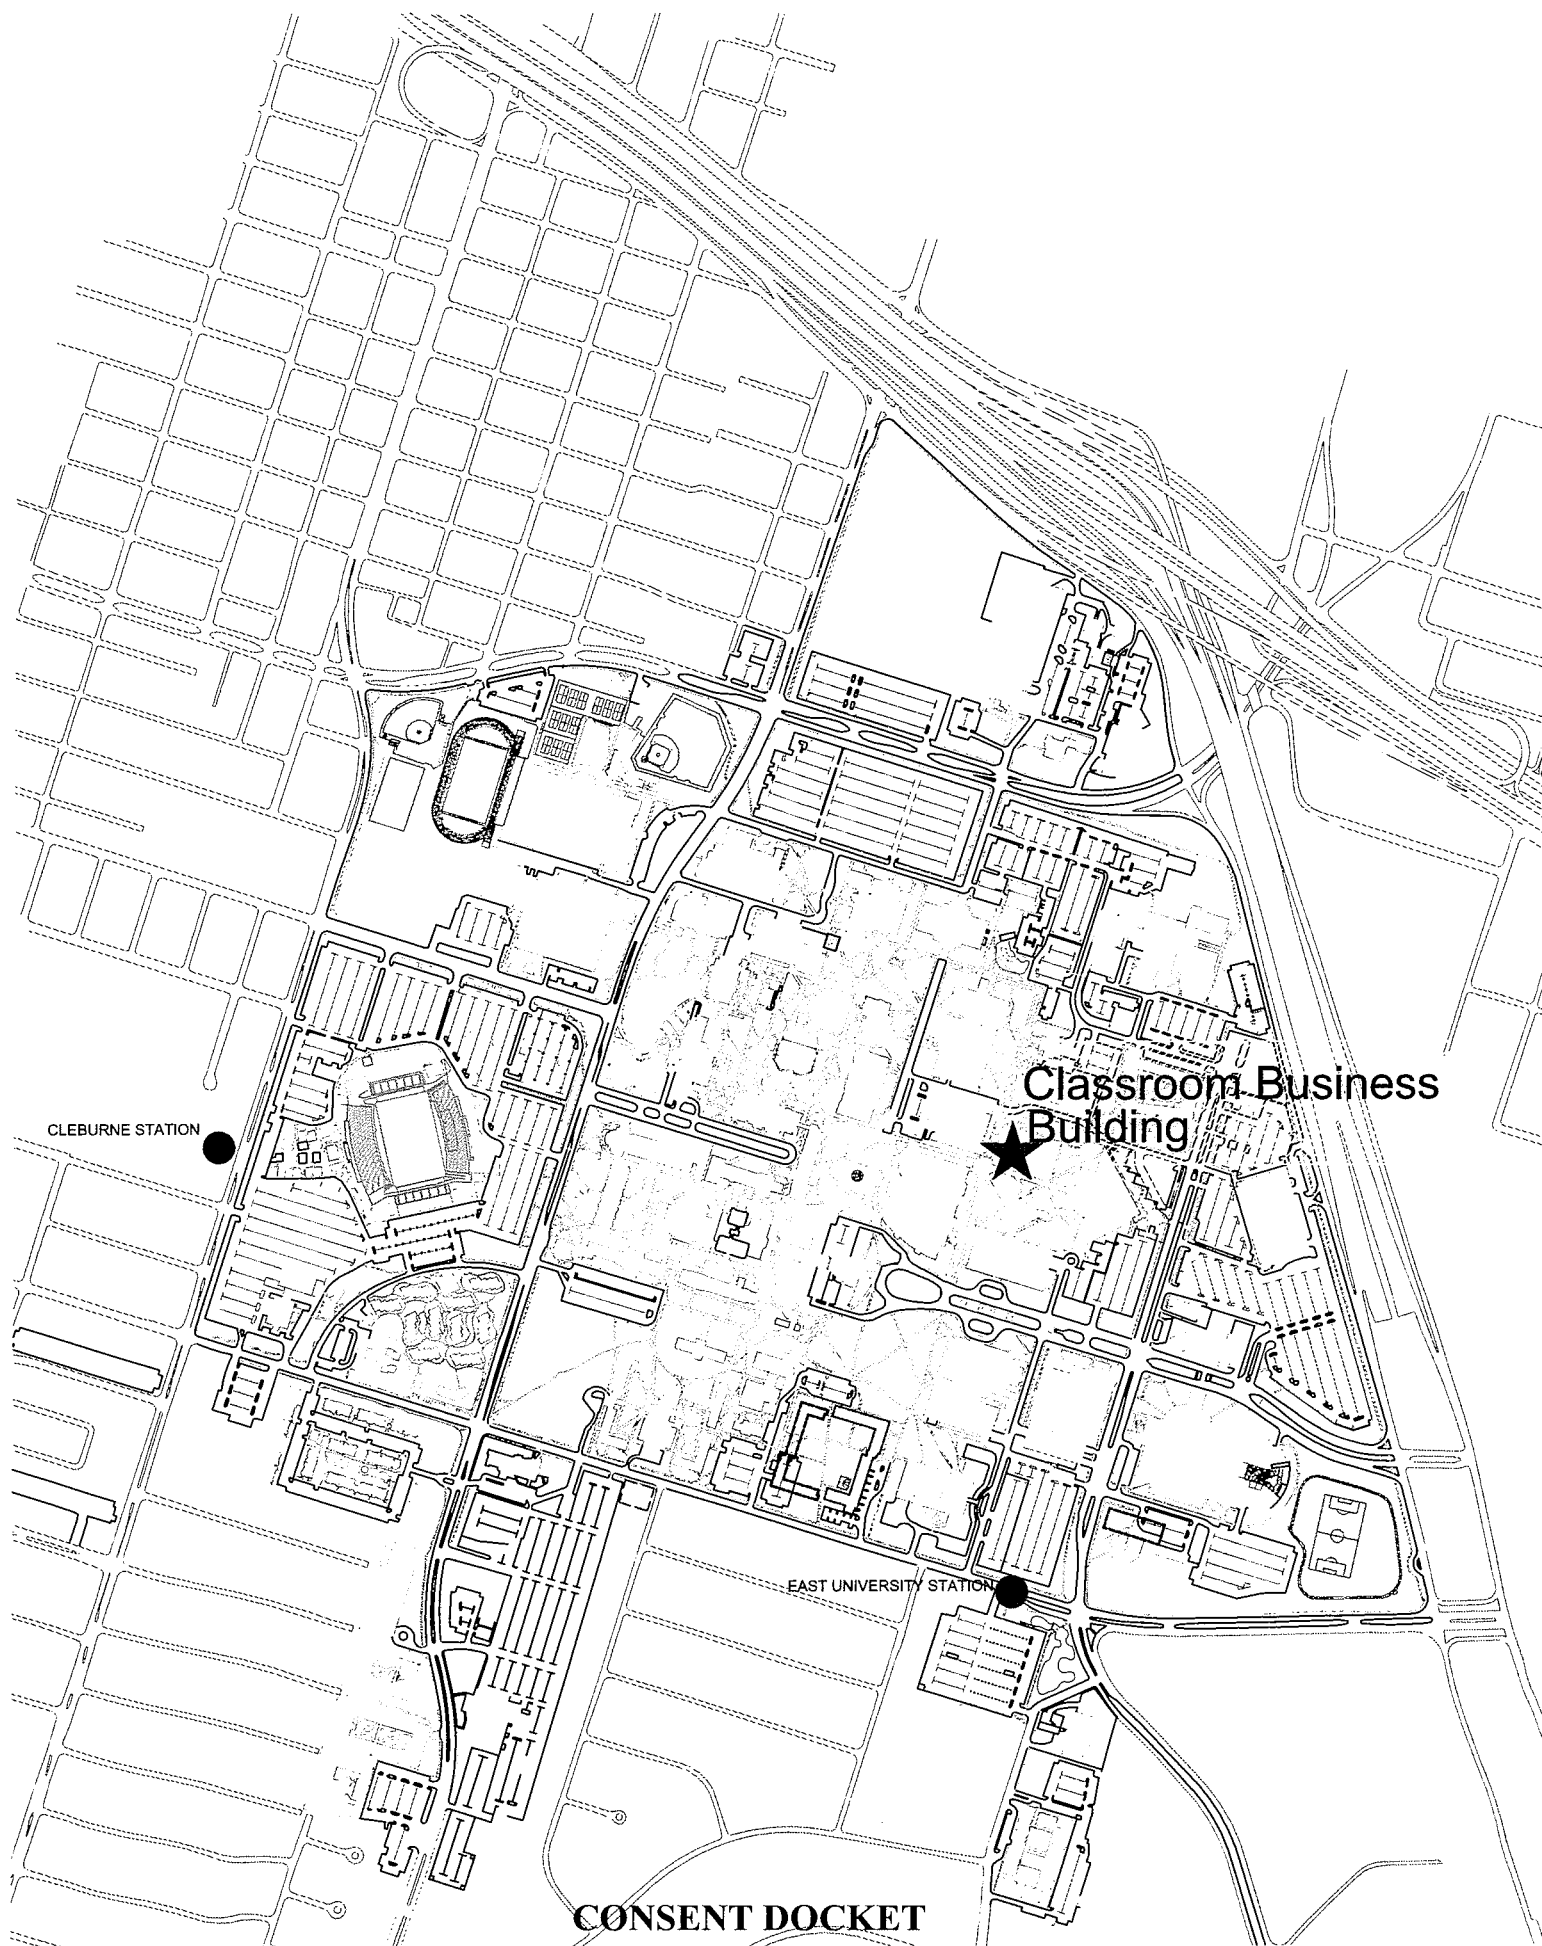 Classroom Business
Building
CLEBURNE STATION
EAST UNIVERSITY STATION
CONSENT DOCKET